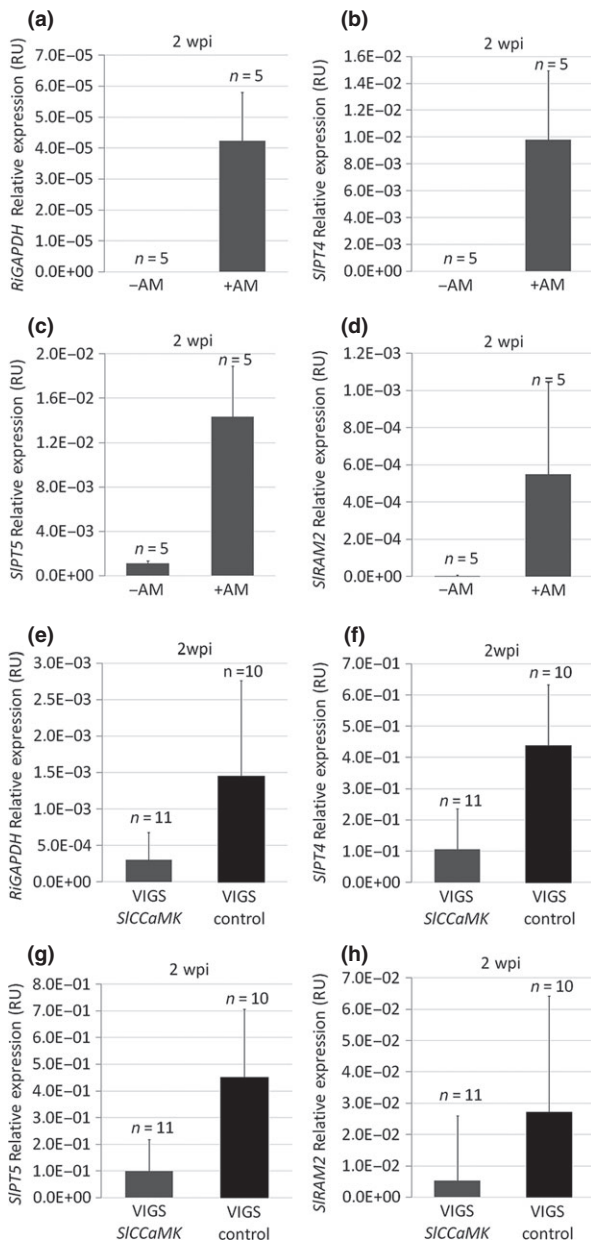 (a)
2 wpi
RiGAPDH Relative expression (RU)
7.0E–05
6.0E–05
5.0E–05
4.0E–05
3.0E–05
2.0E–05
1.0E–05
0.0E+00
n = 5
n = 5
–AM
+AM
(b)
2 wpi
SlPT4 Relative expression (RU)
1.6E–02
1.4E–02
1.2E–02
1.0E–02
8.0E–03
6.0E–03
4.0E–03
2.0E–03
0.0E+00
n = 5
n = 5
–AM
+AM
(c)
2 wpi
SlPT5 Relative expression (RU)
2.0E–02
1.6E–02
1.2E–02
8.0E–03
4.0E–03
0.0E+00
n = 5
n = 5
–AM
+AM
(d)
2 wpi
SlRAM2 Relative expression (RU)
1.2E–03
1.0E–03
8.0E–04
6.0E–04
4.0E–04
2.0E–04
0.0E+00
n = 5
n = 5
–AM
+AM
(e)
2wpi
RiGAPDH Relative expression (RU)
3.0E–03
2.5E–03
2.0E–03
1.5E–03
1.0E–03
5.0E–04
0.0E+00
n = 11
n =10
VIGS
SlCCaMK
VIGS
control
(f)
2wpi
SlPT4 Relative expression (RU)
7.0E–01
6.0E–01
5.0E–01
4.0E–01
3.0E–01
2.0E–01
1.0E–01
0.0E+00
n = 11
n = 10
VIGS
SlCCaMK
VIGS
control
(g)
2 wpi
SlPT5 Relative expression (RU)
8.0E–01
7.0E–01
6.0E–01
5.0E–01
4.0E–01
3.0E–01
2.0E–01
1.0E–01
0.0E+00
n = 11
n = 10
VIGS
SlCCaMK
VIGS
control
(h)
2 wpi
SlRAM2 Relative expression (RU)
7.0E–02
6.0E–02
5.0E–02
4.0E–02
3.0E–02
2.0E–02
1.0E–02
0.0E+00
n = 11
n = 10
VIGS
SlCCaMK
VIGS
control